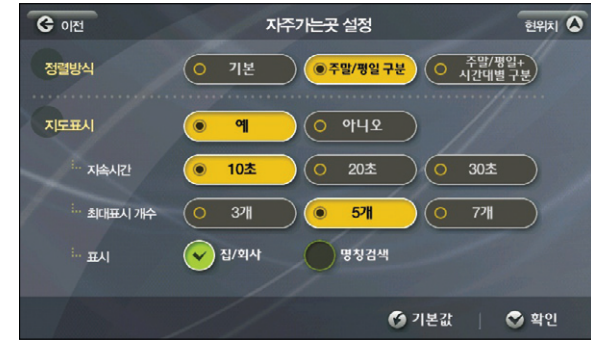 이전 자주가는곳 설정 현위치
정렬방식 기본 주말/평일 구분 주말/평일+
시간대별 구분
지도표시 예 아니오
지속시간 10초 20초 30초
최대표시 개수 3개 5개 7개
표시 집/회사 명칭검색
기본값 확인